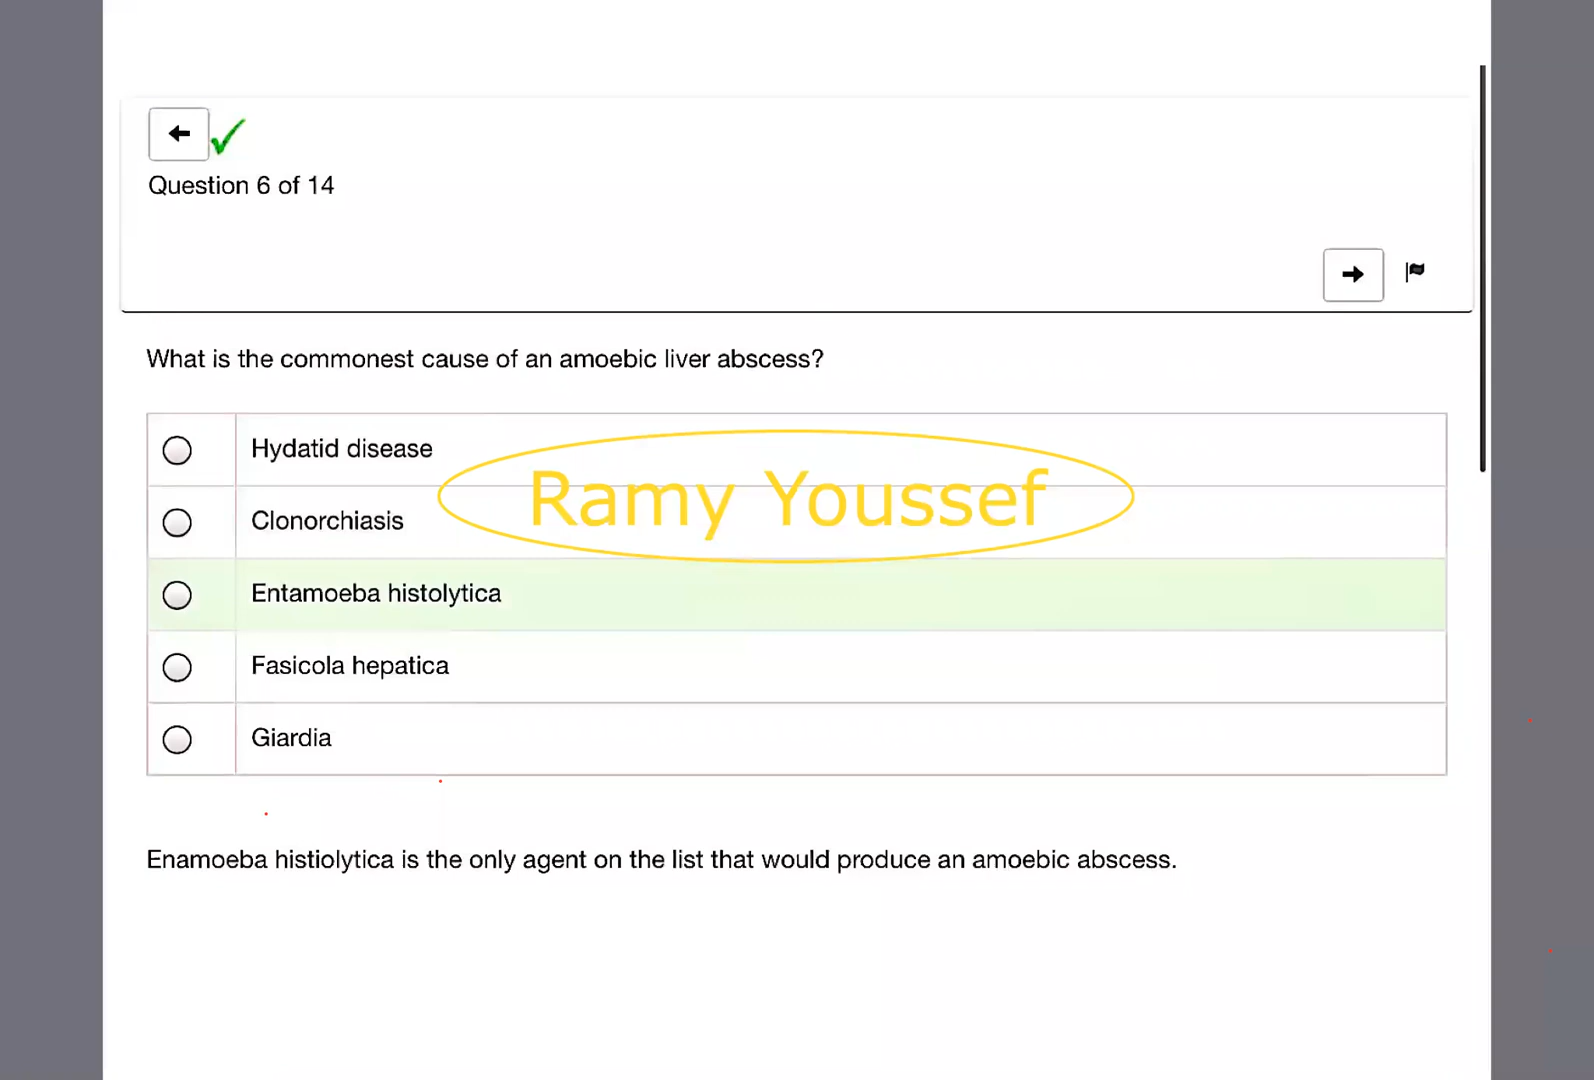 Question 6 of 14
What is the commonest cause of an amoebic liver abscess?
Hydatid disease
Ramy Youssef
Clonorchiasis
Entamoeba histolytica
Fasicola hepatica
Giardia
Enamoeba histiolytica is the only agent on the list that would produce an amoebic abscess.